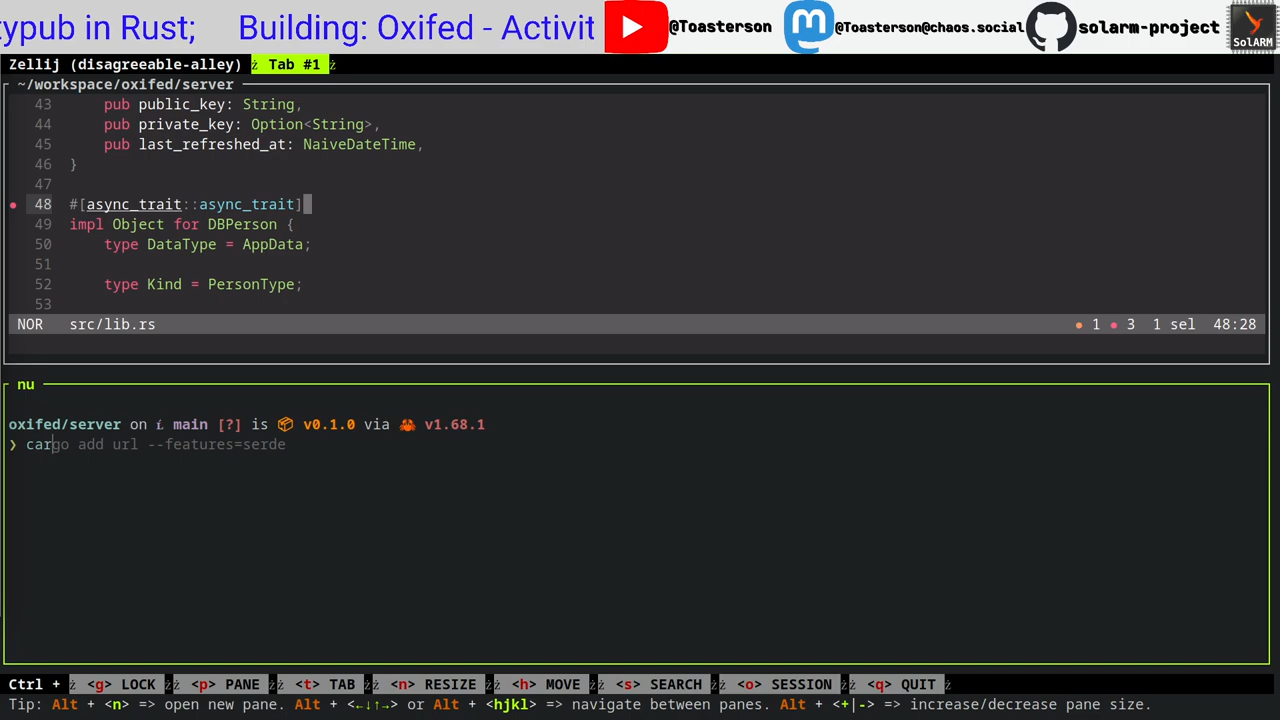 typub in Rust;     Building: Oxifed - Activit
@Toasterson
@Toasterson@chaos.social
solarm-project
SolARM
Zellij (disagreeable-alley)  Tab #1
~/workspace/oxifed/server
43      pub public_key: String,
44      pub private_key: Option<String>,
45      pub last_refreshed_at: NaiveDateTime,
46  }
47
48  #[async_trait::async_trait]
49  impl Object for DBPerson {
50      type DataType = AppData;
51
52      type Kind = PersonType;
53
NOR   src/lib.rs   ● 1 ● 3  1 sel  48:28
nu
oxifed/server on main [?] is 📦 v0.1.0 via 🦀 v1.68.1
❯ cargo add url --features=serde
Ctrl +  <g> LOCK  <p> PANE  <t> TAB  <n> RESIZE  <h> MOVE  <s> SEARCH  <o> SESSION  <q> QUIT
Tip: Alt + <n> => open new pane. Alt + <←↓↑→> or Alt + <hjkl> => navigate between panes. Alt + <+|-> => increase/decrease pane size.